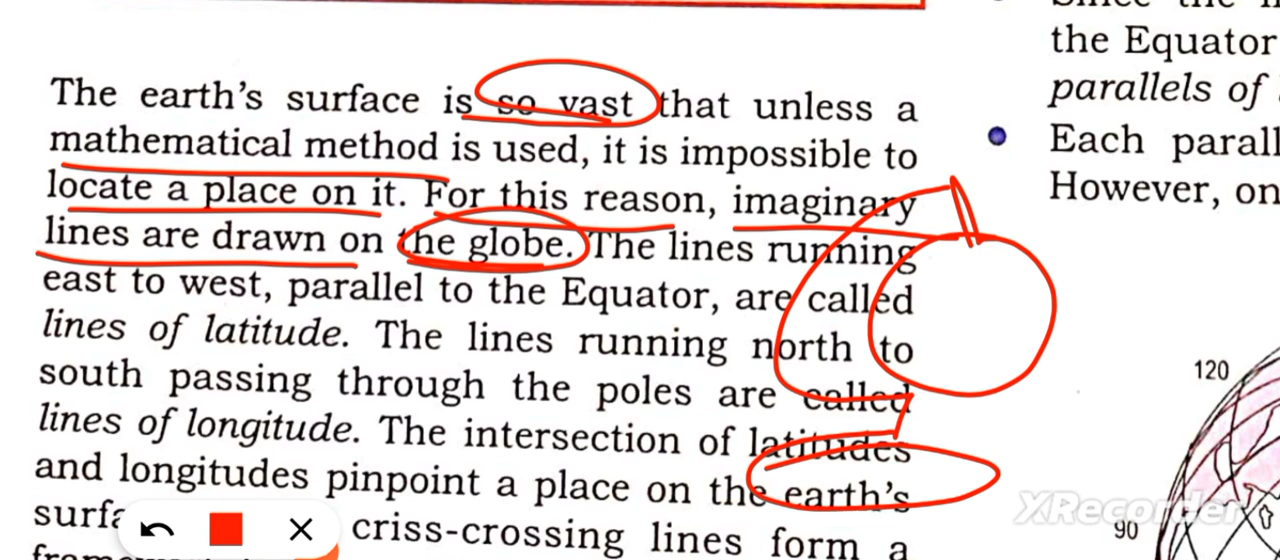 The earth's surface is so vast that unless a
mathematical method is used, it is impossible to
locate a place on it. For this reason, imaginary
lines are drawn on the globe. The lines running
east to west, parallel to the Equator, are called
lines of latitude. The lines running north to
south passing through the poles are called
lines of longitude. The intersection of latitudes
and longitudes pinpoint a place on the earth's
criss-crossing lines form a
the Equator
parallels of
Each
However, on
120
90
XRecorder